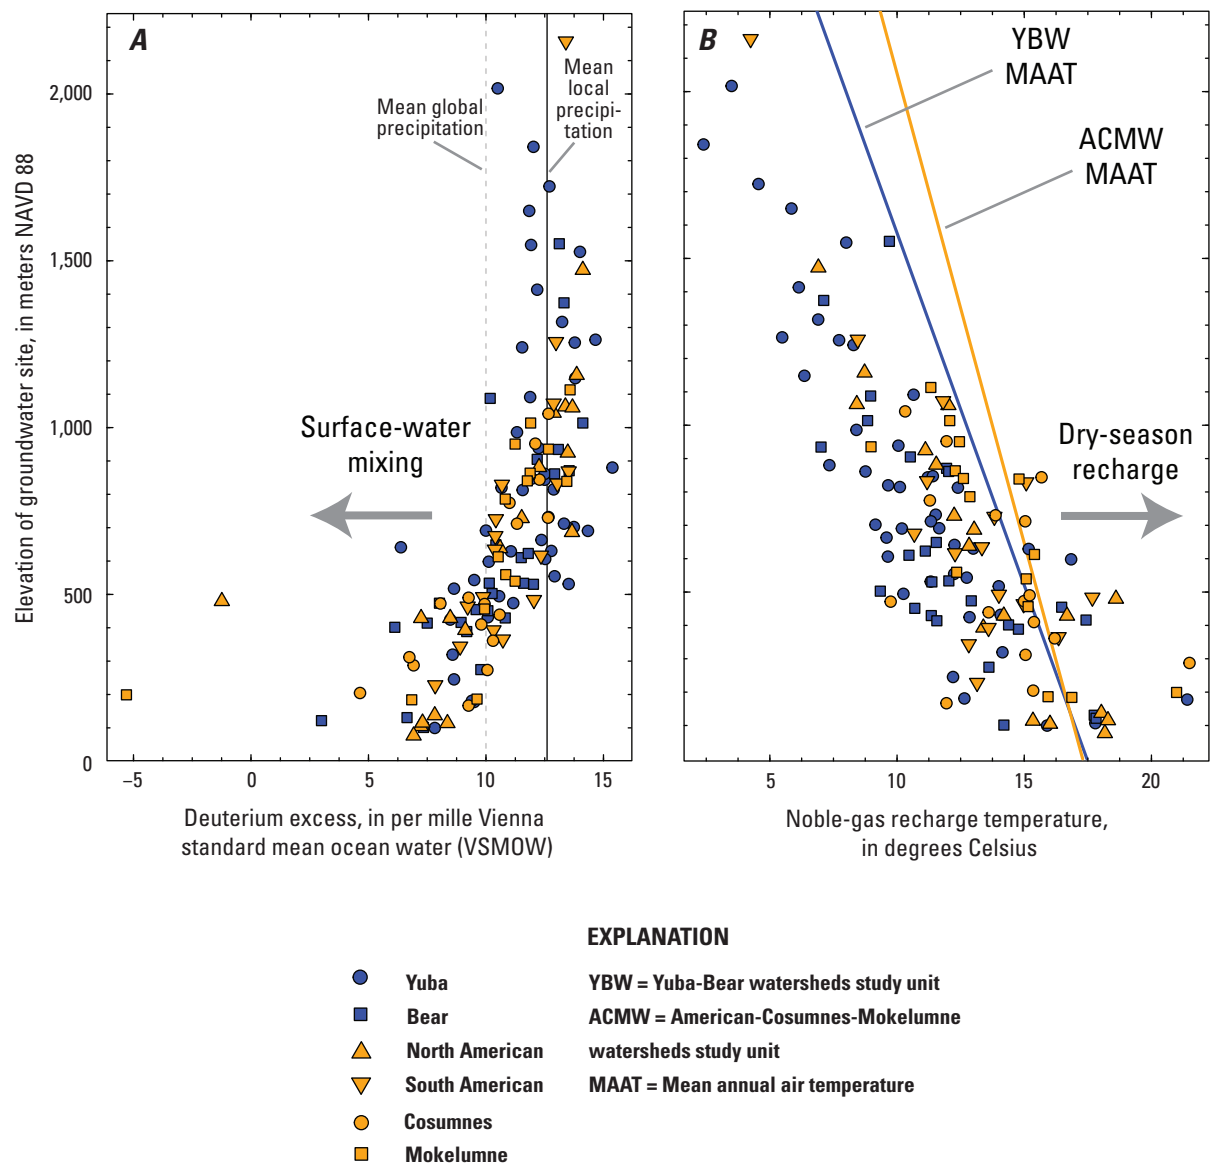 A
B
Mean global
precipitation
Mean
local
precipi-
tation
YBW
MAAT
ACMW
MAAT
Surface-water
mixing
Dry-season
recharge
Elevation of groundwater site, in meters NAVD 88
2,000
1,500
1,000
500
0
−5
0
5
10
15
5
10
15
20
Deuterium excess, in per mille Vienna
standard mean ocean water (VSMOW)
Noble-gas recharge temperature,
in degrees Celsius
EXPLANATION
Yuba
Bear
North American
South American
Cosumnes
Mokelumne
YBW = Yuba-Bear watersheds study unit
ACMW = American-Cosumnes-Mokelumne
watersheds study unit
MAAT = Mean annual air temperature